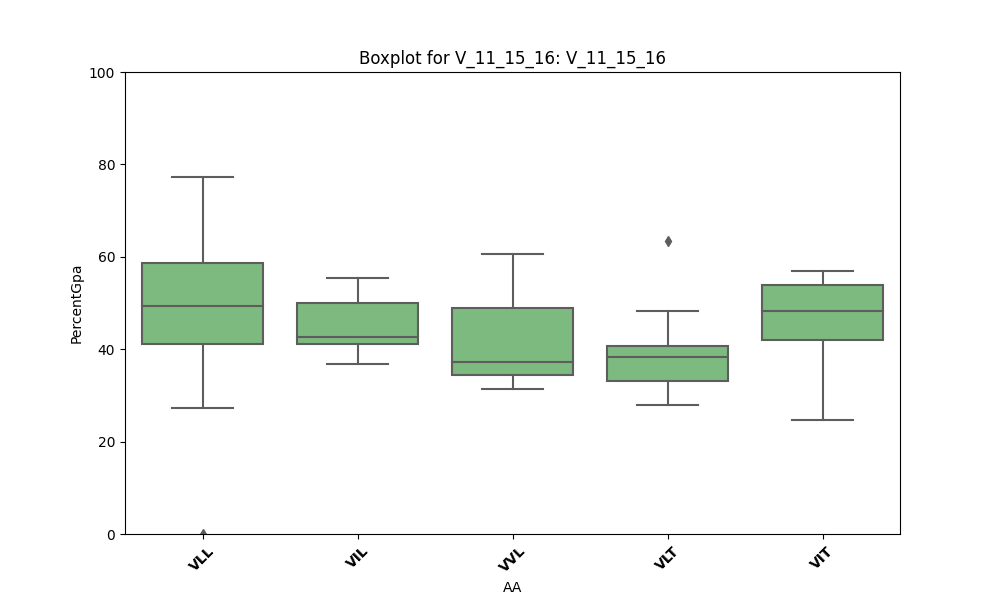 Boxplot for V_11_15_16: V_11_15_16
100
80
60
40
20
0
PercentGpa
VLL
VIL
VVL
VLT
VIT
AA